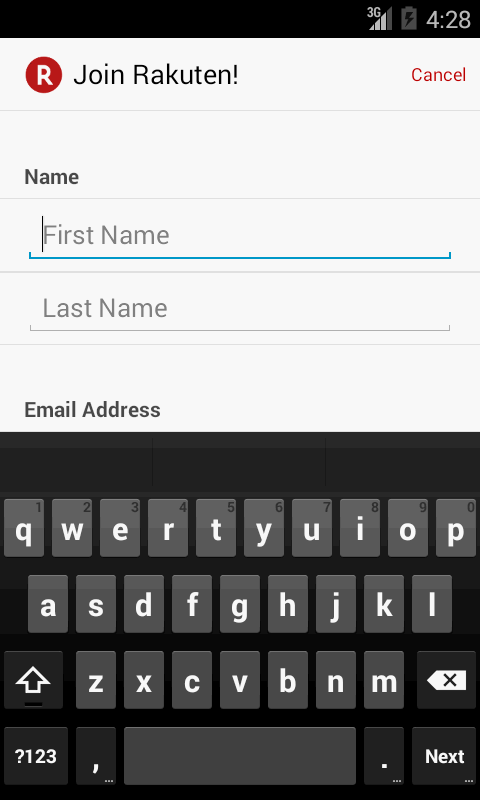 3G 4:28
R Join Rakuten! Cancel
Name
First Name
Last Name
Email Address
1 2 3 4 5 6 7 8 9 0
q w e r t y u i o p
a s d f g h j k l
z x c v b n m
?123 , ... . ... Next ...